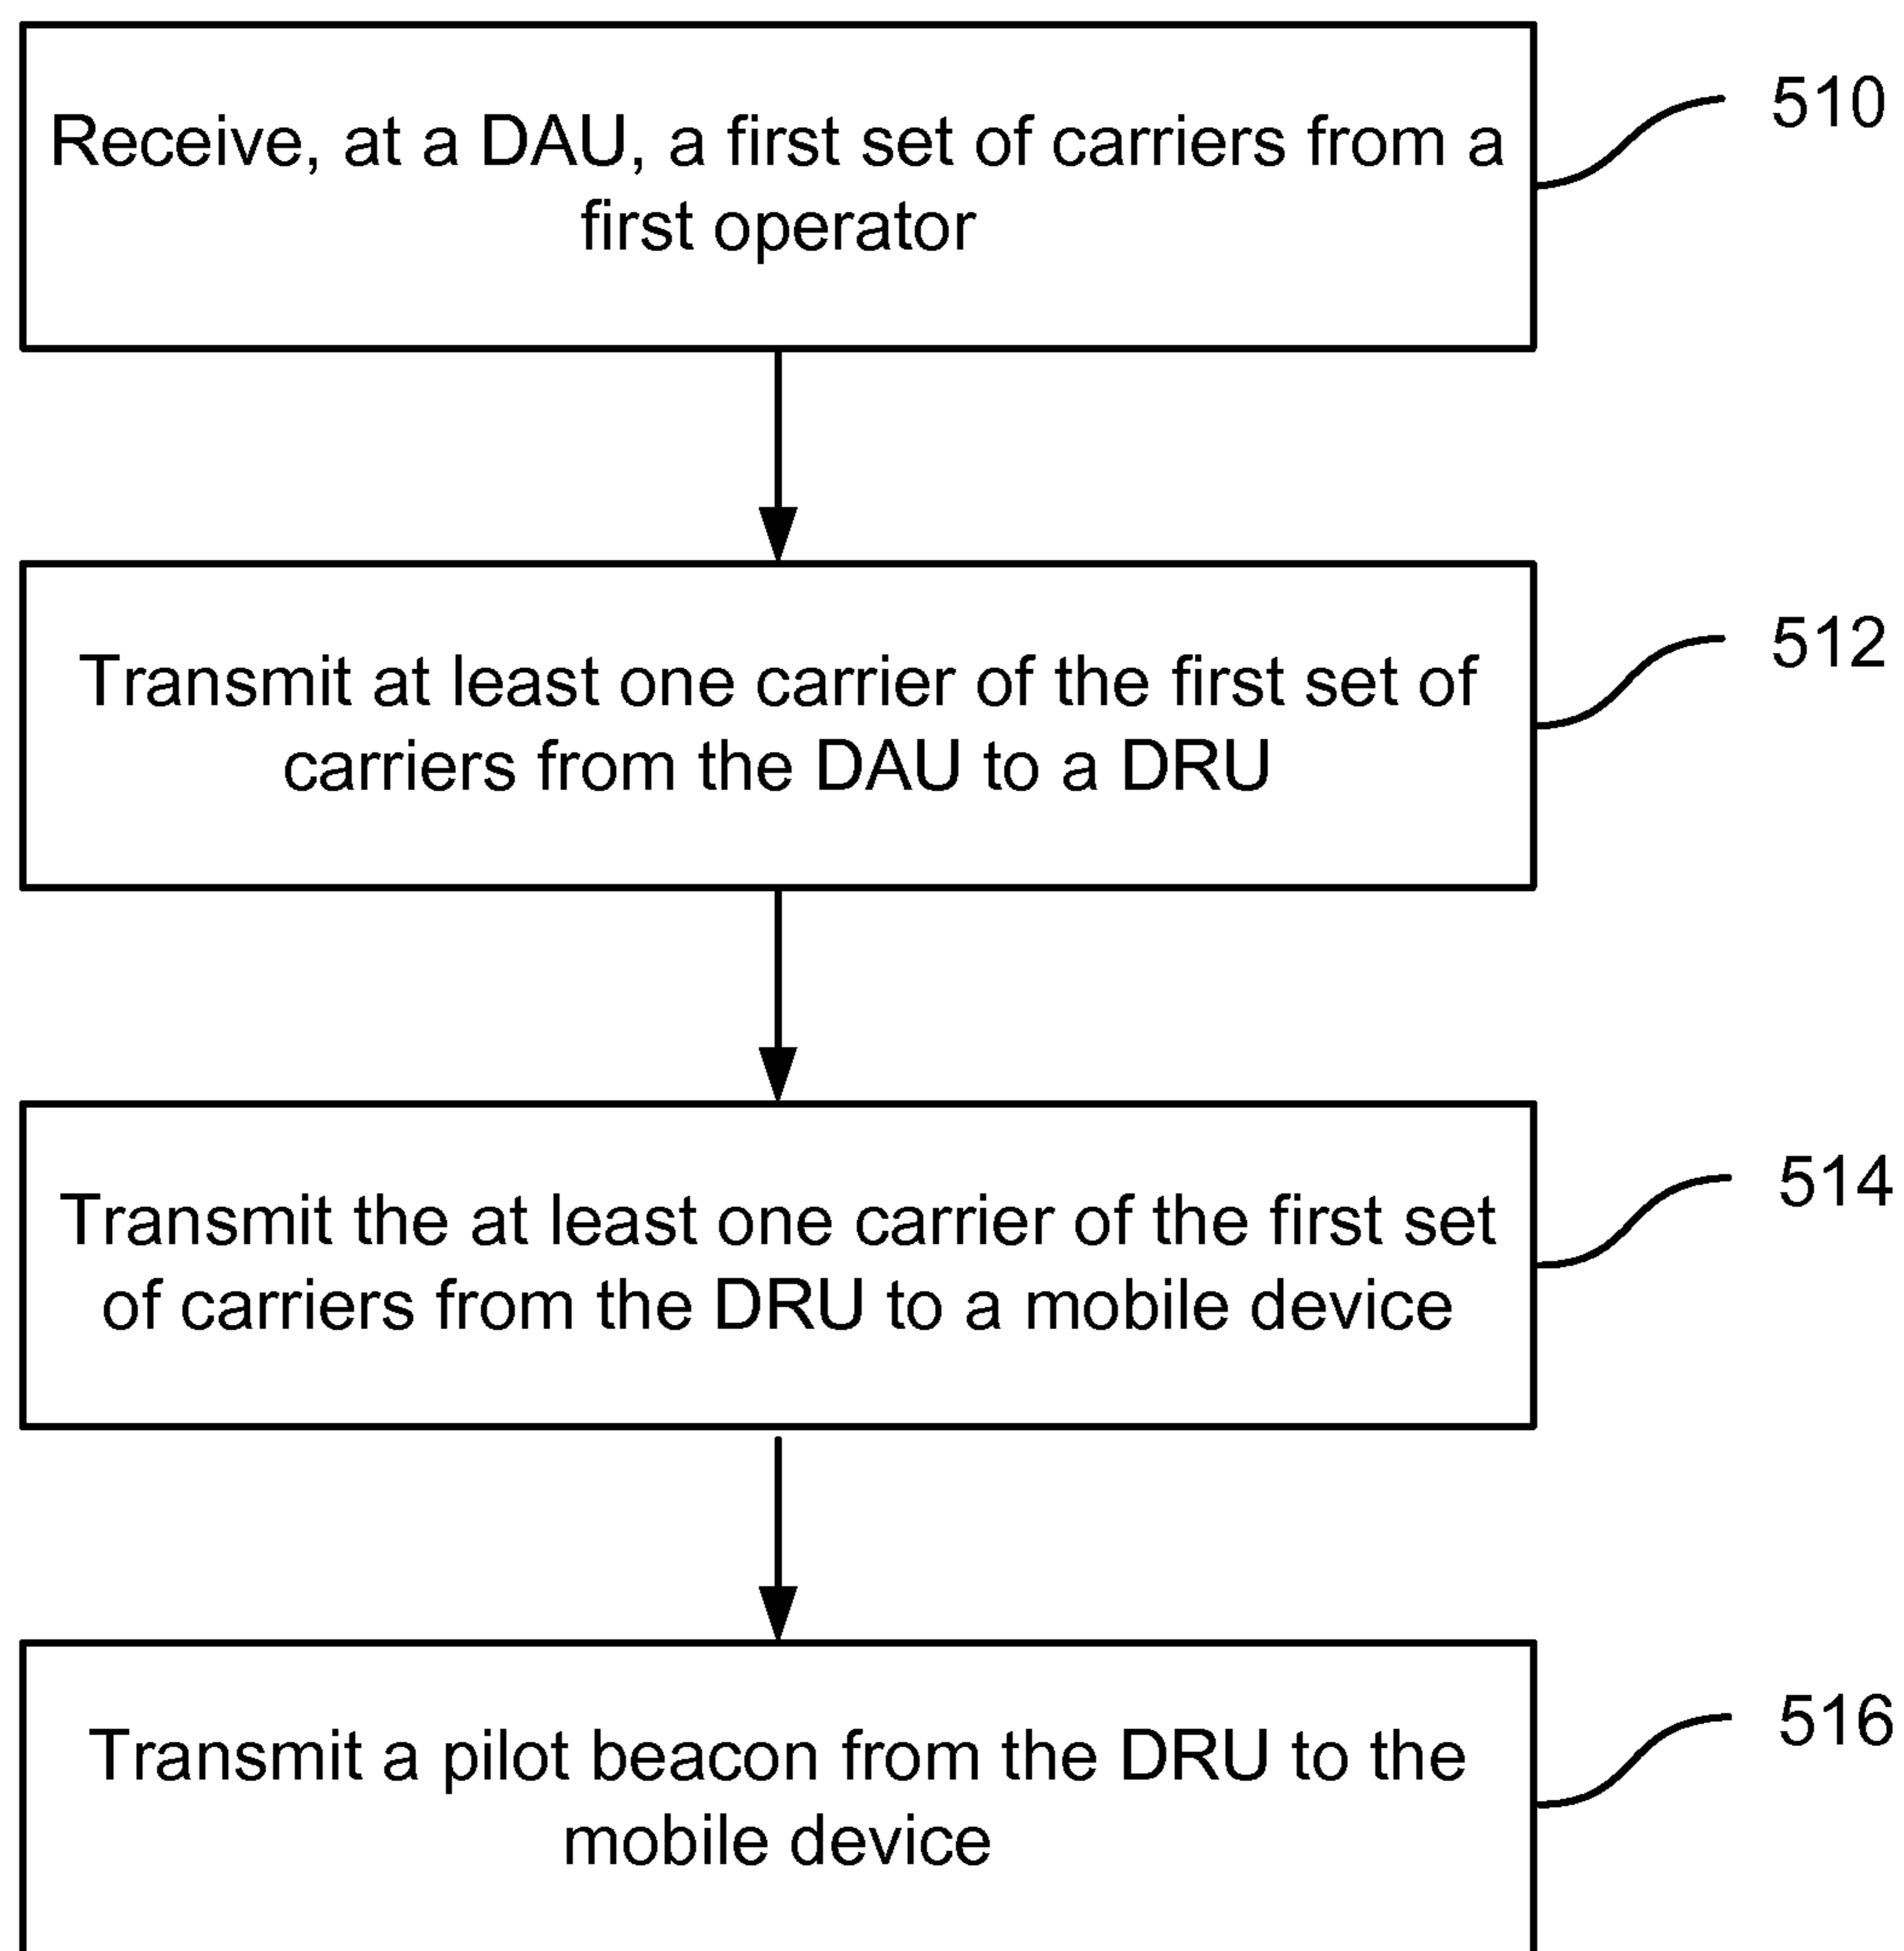 Receive, at a DAU, a first set of carriers from a
first operator
510
Transmit at least one carrier of the first set of
carriers from the DAU to a DRU
512
Transmit the at least one carrier of the first set
of carriers from the DRU to a mobile device
514
Transmit a pilot beacon from the DRU to the
mobile device
516